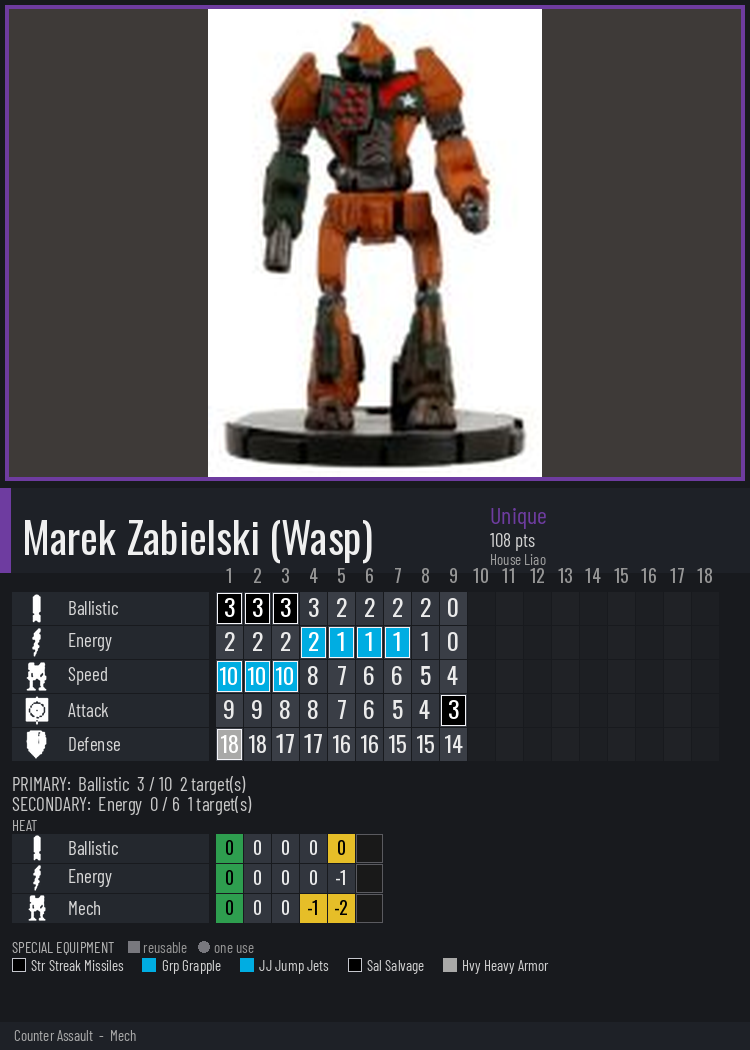 Marek Zabielski (Wasp)
Unique
108 pts
House Liao
1 2 3 4 5 6 7 8 9 10 11 12 13 14 15 16 17 18
Ballistic 3 3 3 3 2 2 2 2 0
Energy 2 2 2 2 1 1 1 1 0
Speed 10 10 10 8 7 6 6 5 4
Attack 9 9 8 8 7 6 5 4 3
Defense 18 18 17 17 16 16 15 15 14
PRIMARY: Ballistic 3 / 10 2 target(s)
SECONDARY: Energy 0 / 6 1 target(s)
HEAT
Ballistic 0 0 0 0 0
Energy 0 0 0 0 -1
Mech 0 0 0 -1 -2
SPECIAL EQUIPMENT reusable one use
Str Streak Missiles Grp Grapple JJ Jump Jets Sal Salvage Hvy Heavy Armor
Counter Assault - Mech